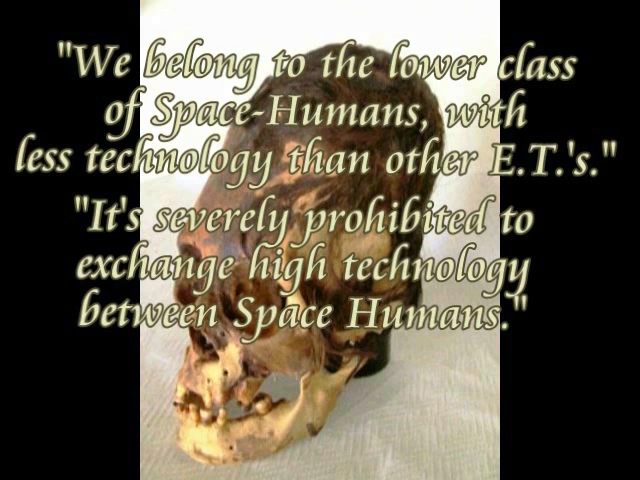 "We belong to the lower class
of Space-Humans, with
less technology than other E.T.'s."
"It's severely prohibited to
exchange high technology
between Space Humans."